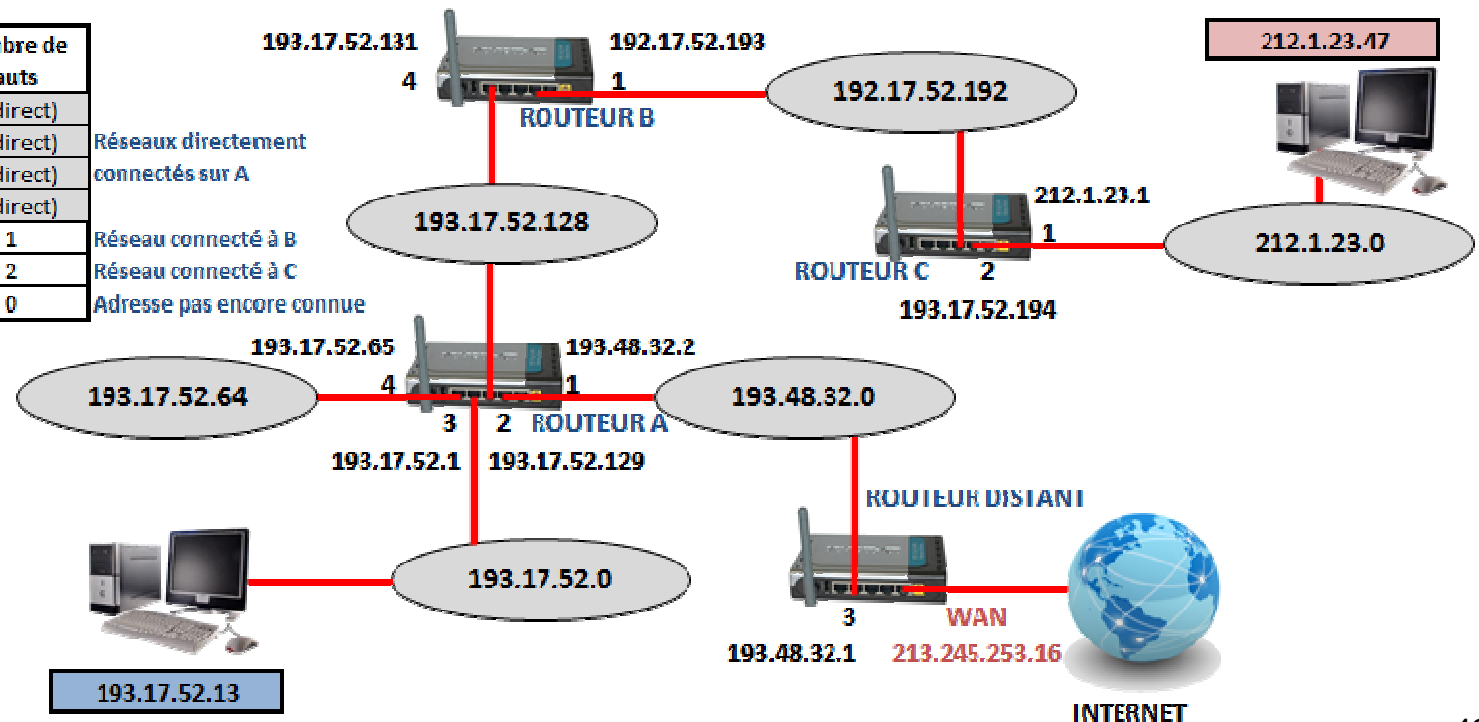 bre de
auts
direct)
direct)
direct)
direct)
1
2
0
Réseaux directement
connectés sur A
Réseau connecté à B
Réseau connecté à C
Adresse pas encore connue
193.17.52.131
4
192.17.52.193
1
ROUTEUR B
192.17.52.192
212.1.23.47
193.17.52.128
212.1.23.1
1
ROUTEUR C
2
193.17.52.194
212.1.23.0
193.17.52.65
4
193.48.32.2
1
193.17.52.64
3
2
ROUTEUR A
193.17.52.1
193.17.52.129
193.48.32.0
ROUTEUR DISTANT
193.17.52.0
3
WAN
193.48.32.1
213.245.253.16
193.17.52.13
INTERNET